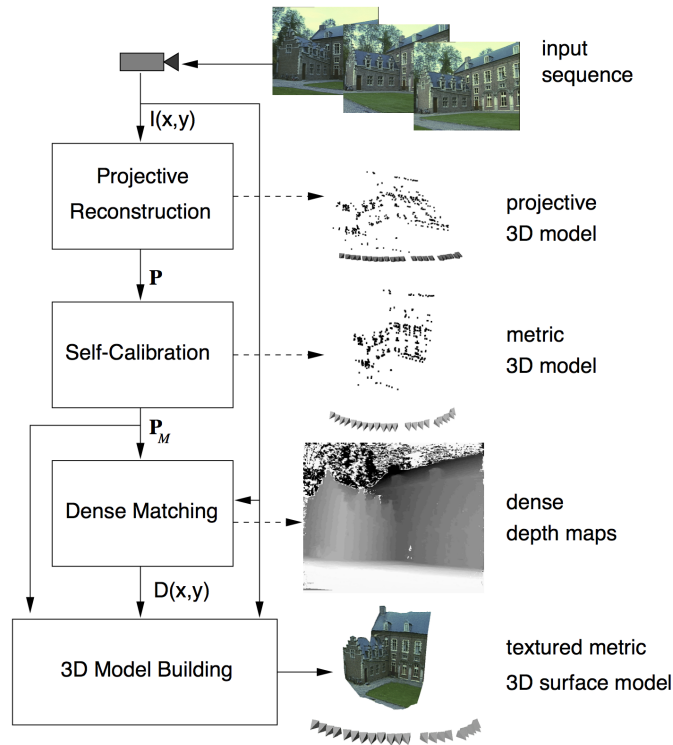 input
sequence
I(x,y)
Projective
Reconstruction
projective
3D model
P
Self-Calibration
metric
3D model
P_M
Dense Matching
dense
depth maps
D(x,y)
3D Model Building
textured metric
3D surface model